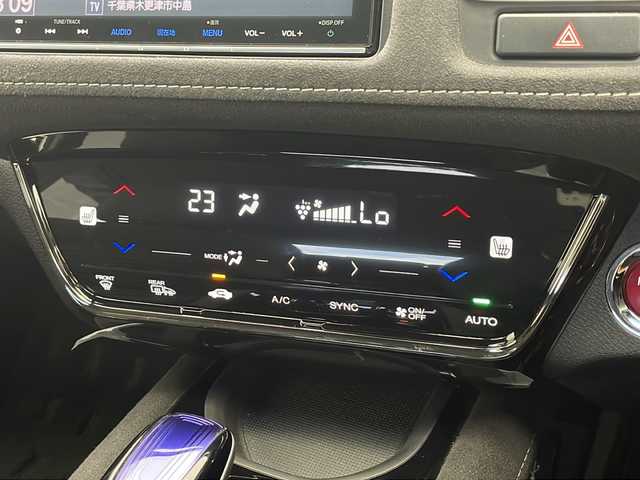 8:09
TV 千葉県木更津市中島
TUNE/TRACK
DISP OFF
AUDIO 現在地 MENU VOL− VOL+
23 Lo
MODE
FRONT REAR
A/C SYNC ON/OFF AUTO